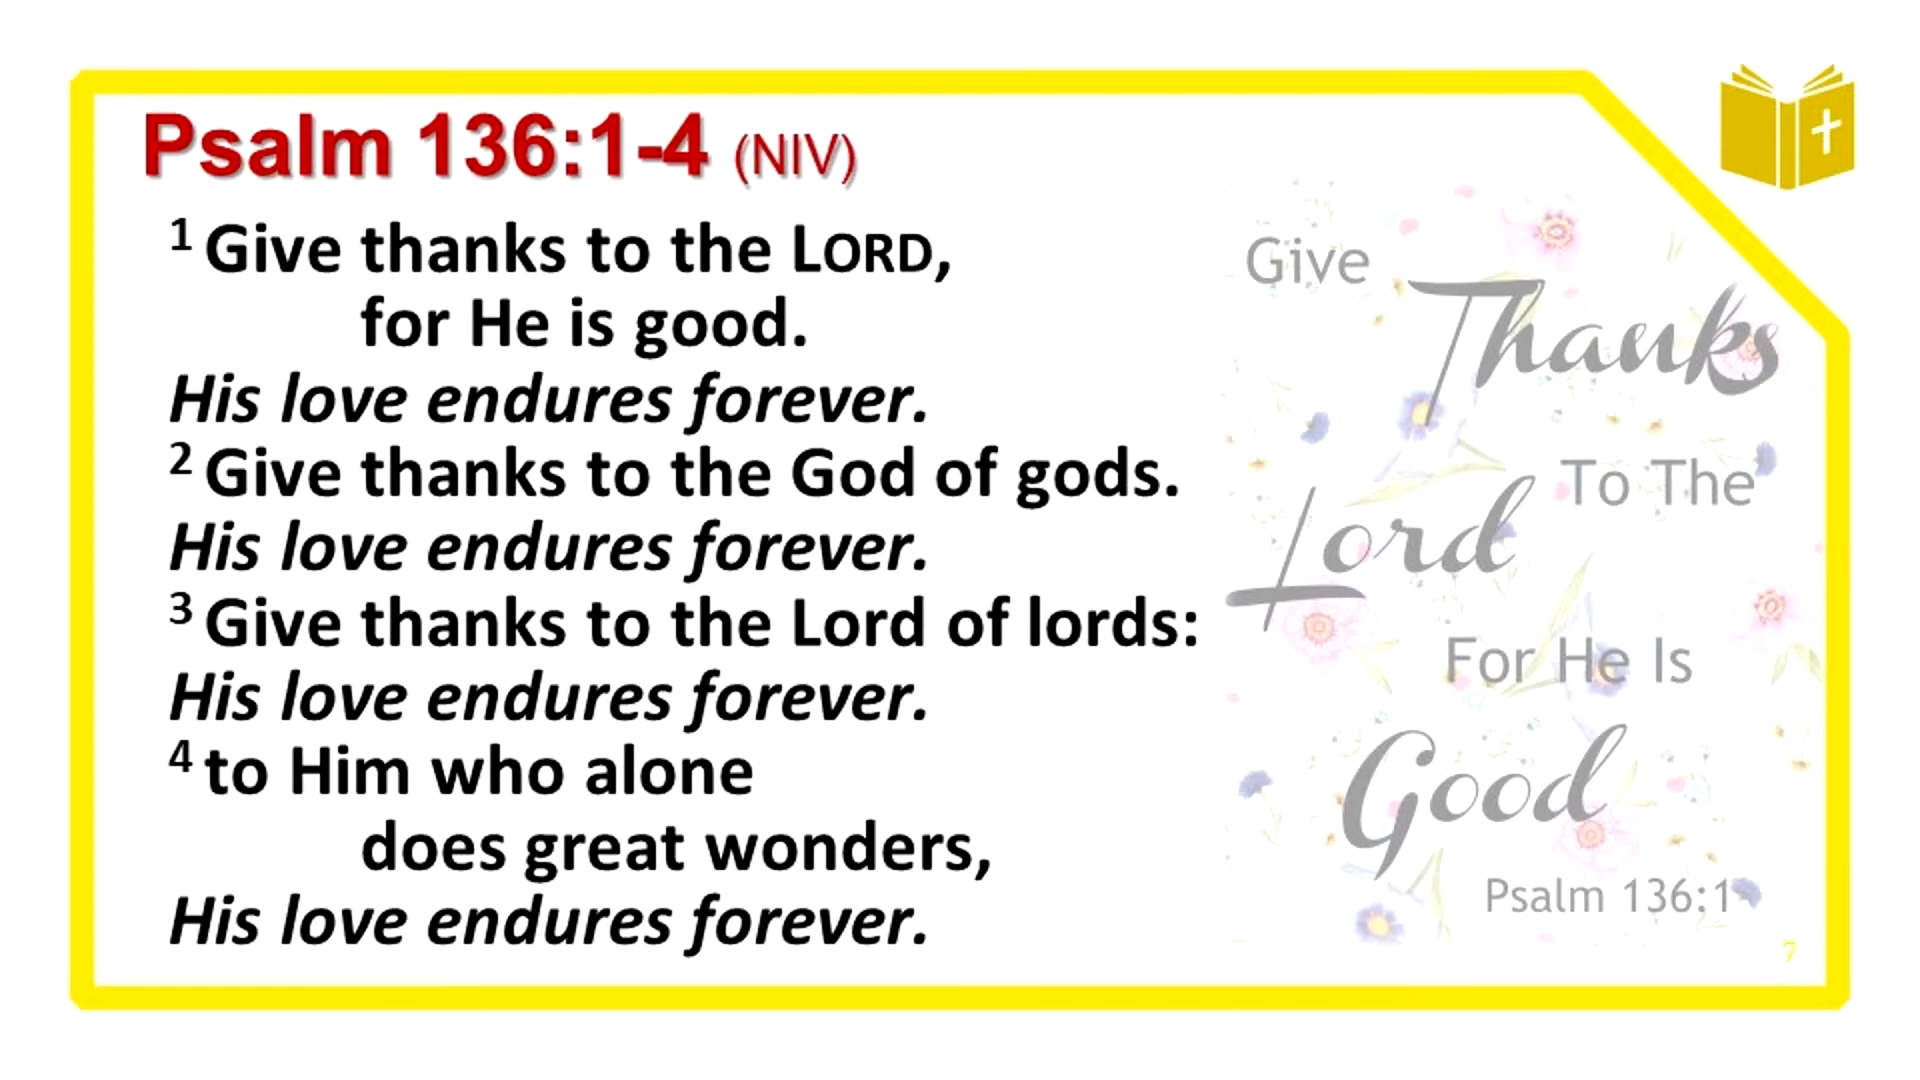 Psalm 136:1-4 (NIV)
1 Give thanks to the LORD,
for He is good.
His love endures forever.
2 Give thanks to the God of gods.
His love endures forever.
3 Give thanks to the Lord of lords:
His love endures forever.
4 to Him who alone
does great wonders,
His love endures forever.
Give
Thanks
To The
Lord
For He Is
Good
Psalm 136:1
7